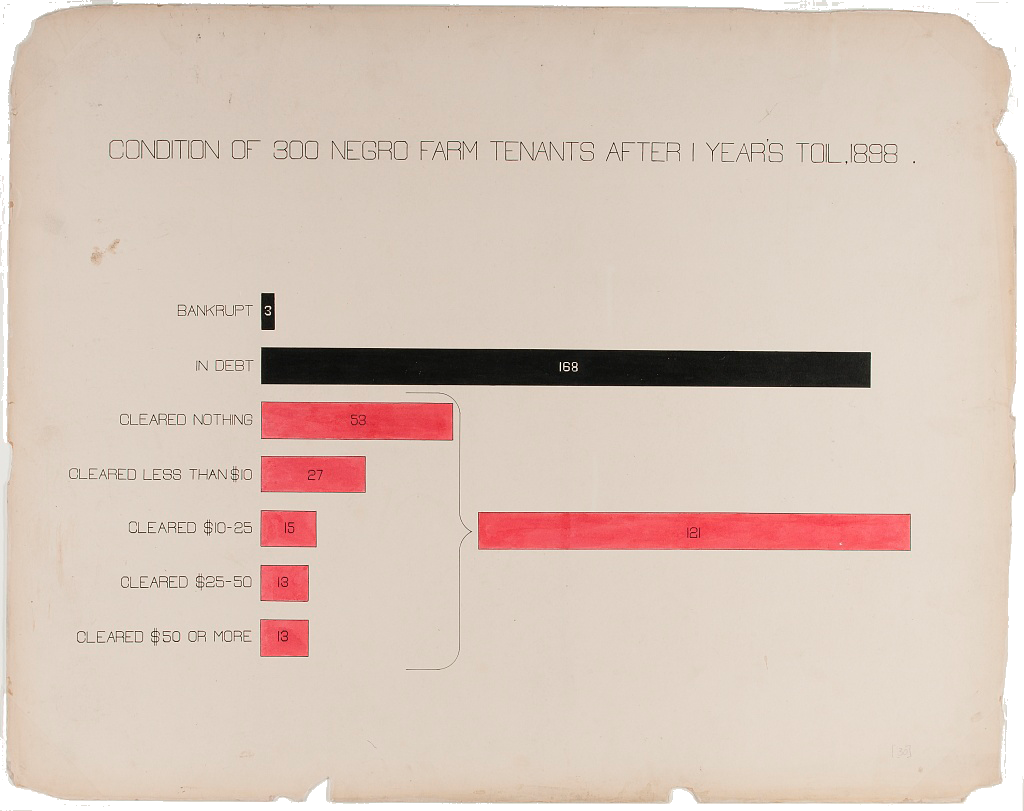 CONDITION OF 300 NEGRO FARM TENANTS AFTER 1 YEAR'S TOIL, 1898 .
BANKRUPT 3
IN DEBT 168
CLEARED NOTHING 53
CLEARED LESS THAN $10 27
CLEARED $10-25 15
121
CLEARED $25-50 13
CLEARED $50 OR MORE 13